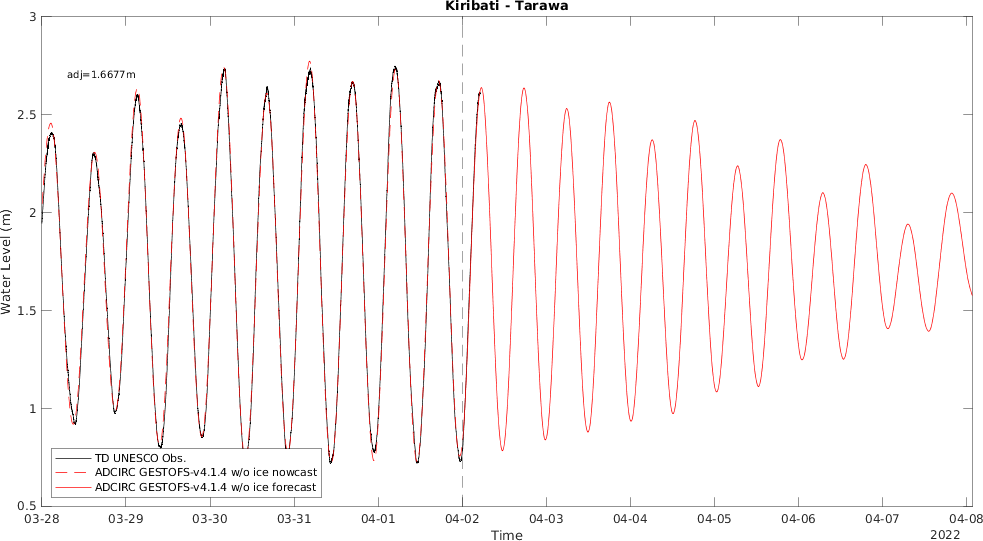 Kiribati - Tarawa
3
adj=1.6677m
2.5
2
Water Level (m)
1.5
1
TD UNESCO Obs.
ADCIRC GESTOFS-v4.1.4 w/o ice nowcast
ADCIRC GESTOFS-v4.1.4 w/o ice forecast
0.5
03-28 03-29 03-30 03-31 04-01 04-02 04-03 04-04 04-05 04-06 04-07 04-08
Time
2022